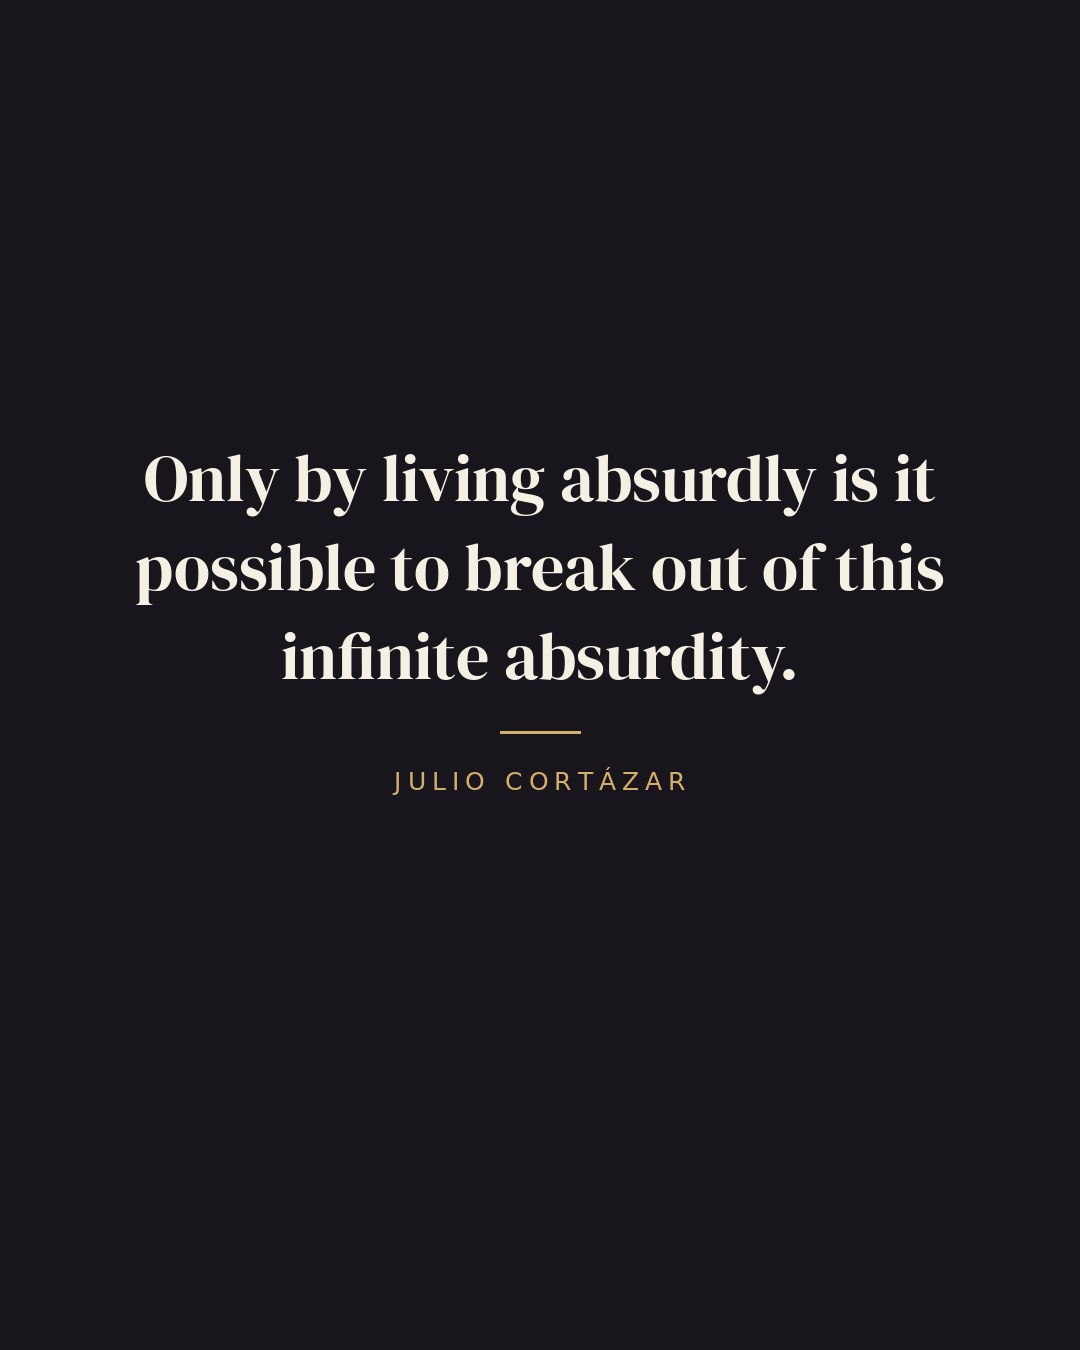 Only by living absurdly is it
possible to break out of this
infinite absurdity.
JULIO CORTÁZAR